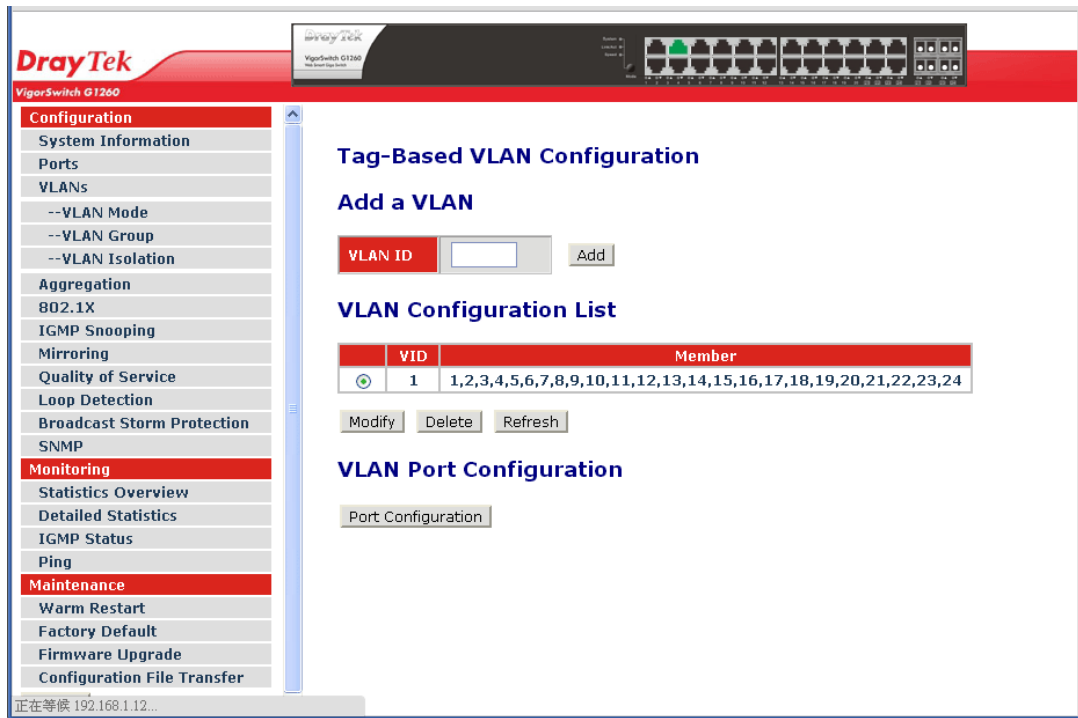 DrayTek
VigorSwitch G1260
DrayTek
VigorSwitch G1260
Configuration
System Information
Ports
VLANs
--VLAN Mode
--VLAN Group
--VLAN Isolation
Aggregation
802.1X
IGMP Snooping
Mirroring
Quality of Service
Loop Detection
Broadcast Storm Protection
SNMP
Monitoring
Statistics Overview
Detailed Statistics
IGMP Status
Ping
Maintenance
Warm Restart
Factory Default
Firmware Upgrade
Configuration File Transfer
正在等候 192.168.1.12...
Tag-Based VLAN Configuration
Add a VLAN
VLAN ID Add
VLAN Configuration List
VID Member
1 1,2,3,4,5,6,7,8,9,10,11,12,13,14,15,16,17,18,19,20,21,22,23,24
Modify Delete Refresh
VLAN Port Configuration
Port Configuration